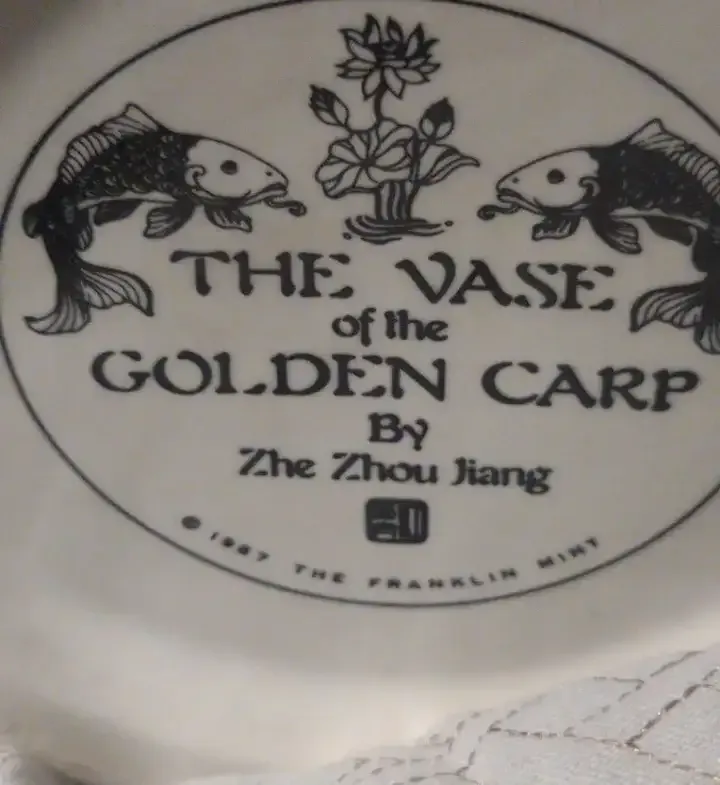 THE VASE
of the
GOLDEN CARP
By
Zhe Zhou Jiang
© 1987 THE FRANKLIN MINT